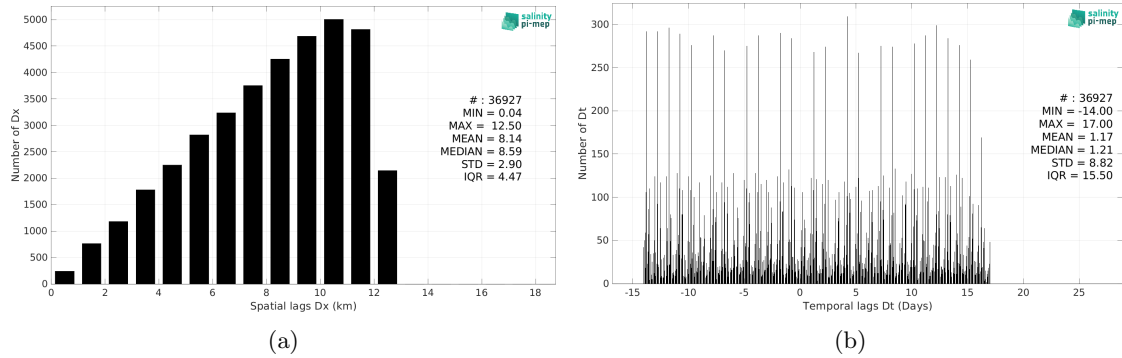 5000
4500
4000
3500
3000
2500
2000
1500
1000
500
0
Number of Dx
0
2
4
6
8
10
12
14
16
18
Spatial lags Dx (km)
salinity
pi-mep
# : 36927
MIN = 0.04
MAX = 12.50
MEAN = 8.14
MEDIAN = 8.59
STD = 2.90
IQR = 4.47
(a)
300
250
200
150
100
50
0
Number of Dt
-15
-10
-5
0
5
10
15
20
25
Temporal lags Dt (Days)
salinity
pi-mep
# : 36927
MIN = -14.00
MAX = 17.00
MEAN = 1.17
MEDIAN = 1.21
STD = 8.82
IQR = 15.50
(b)